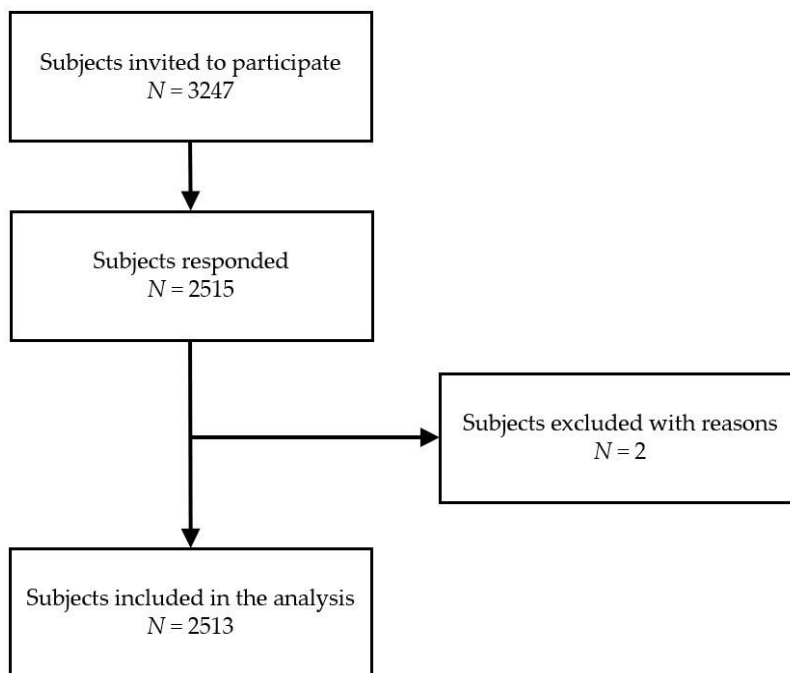 Subjects invited to participate
N = 3247
Subjects responded
N = 2515
Subjects excluded with reasons
N = 2
Subjects included in the analysis
N = 2513